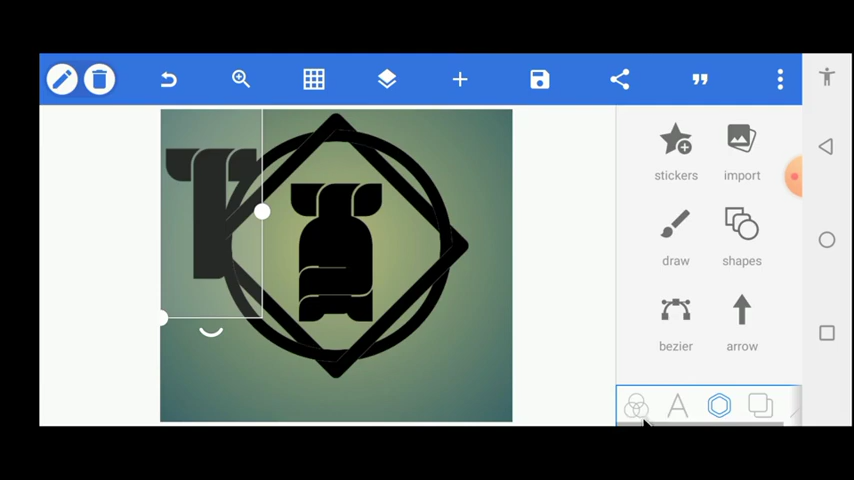 stickers
import
draw
shapes
bezier
arrow